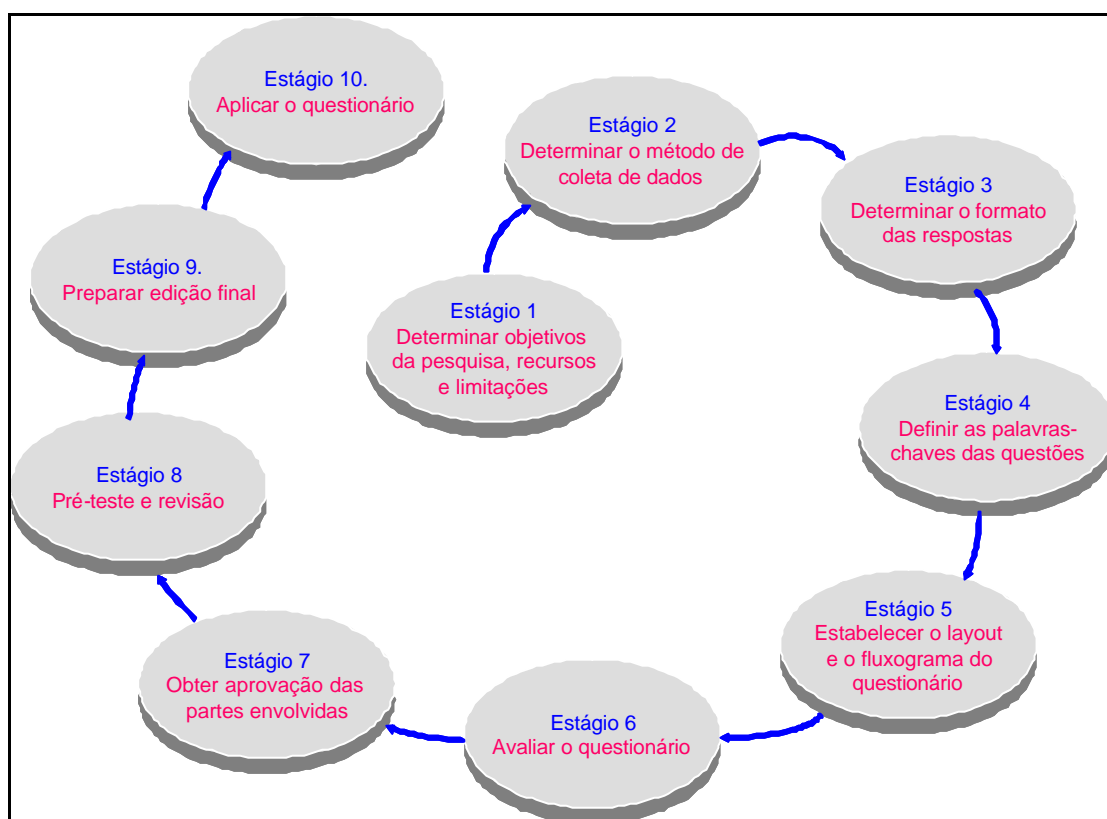 Estágio 1
Determinar objetivos
da pesquisa, recursos
e limitações
Estágio 2
Determinar o método de
coleta de dados
Estágio 3
Determinar o formato
das respostas
Estágio 4
Definir as palavras-
chaves das questões
Estágio 5
Estabelecer o layout
e o fluxograma do
questionário
Estágio 6
Avaliar o questionário
Estágio 7
Obter aprovação das
partes envolvidas
Estágio 8
Pré-teste e revisão
Estágio 9.
Preparar edição final
Estágio 10.
Aplicar o questionário